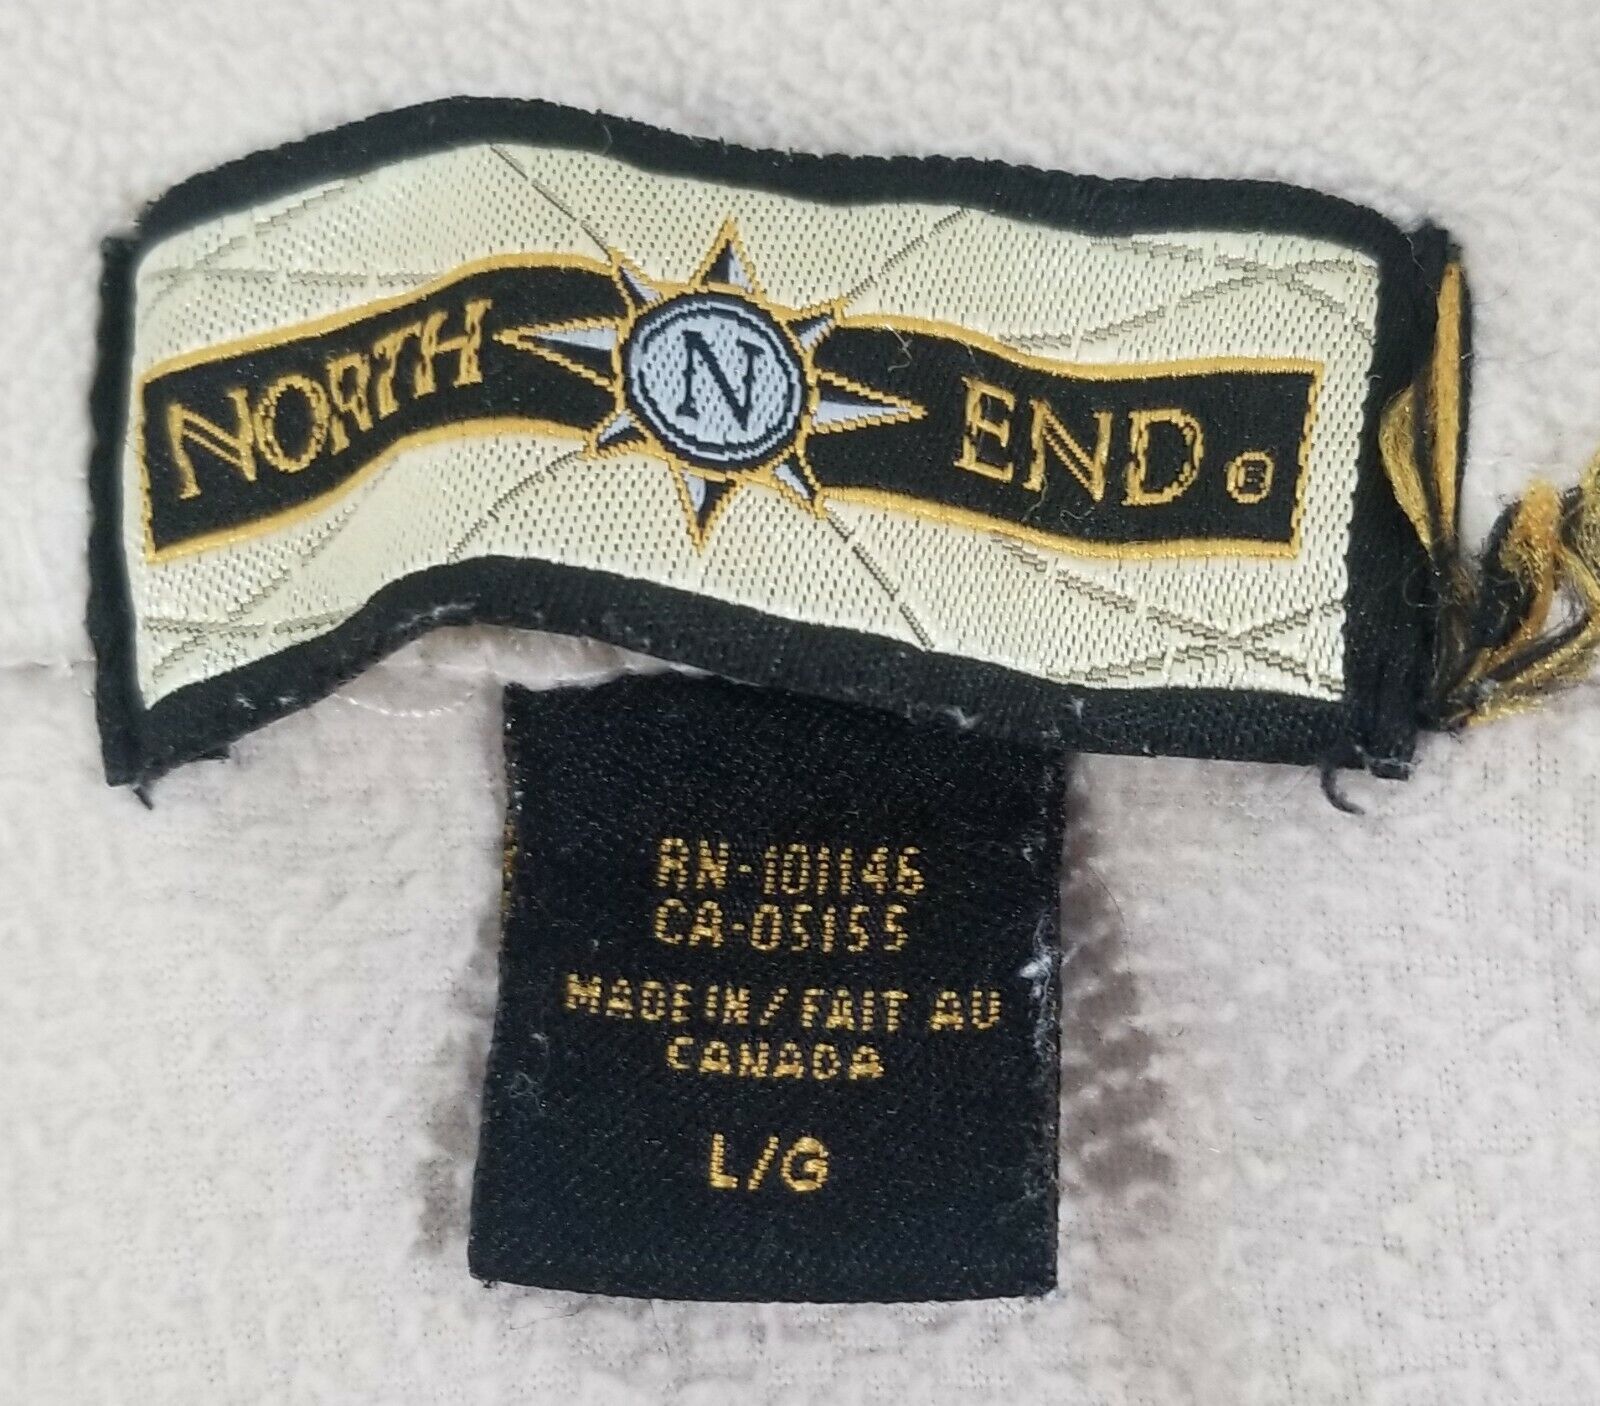 NORTH N END ®
RN-101146
CA-05155
MADE IN / FAIT AU
CANADA
L/G